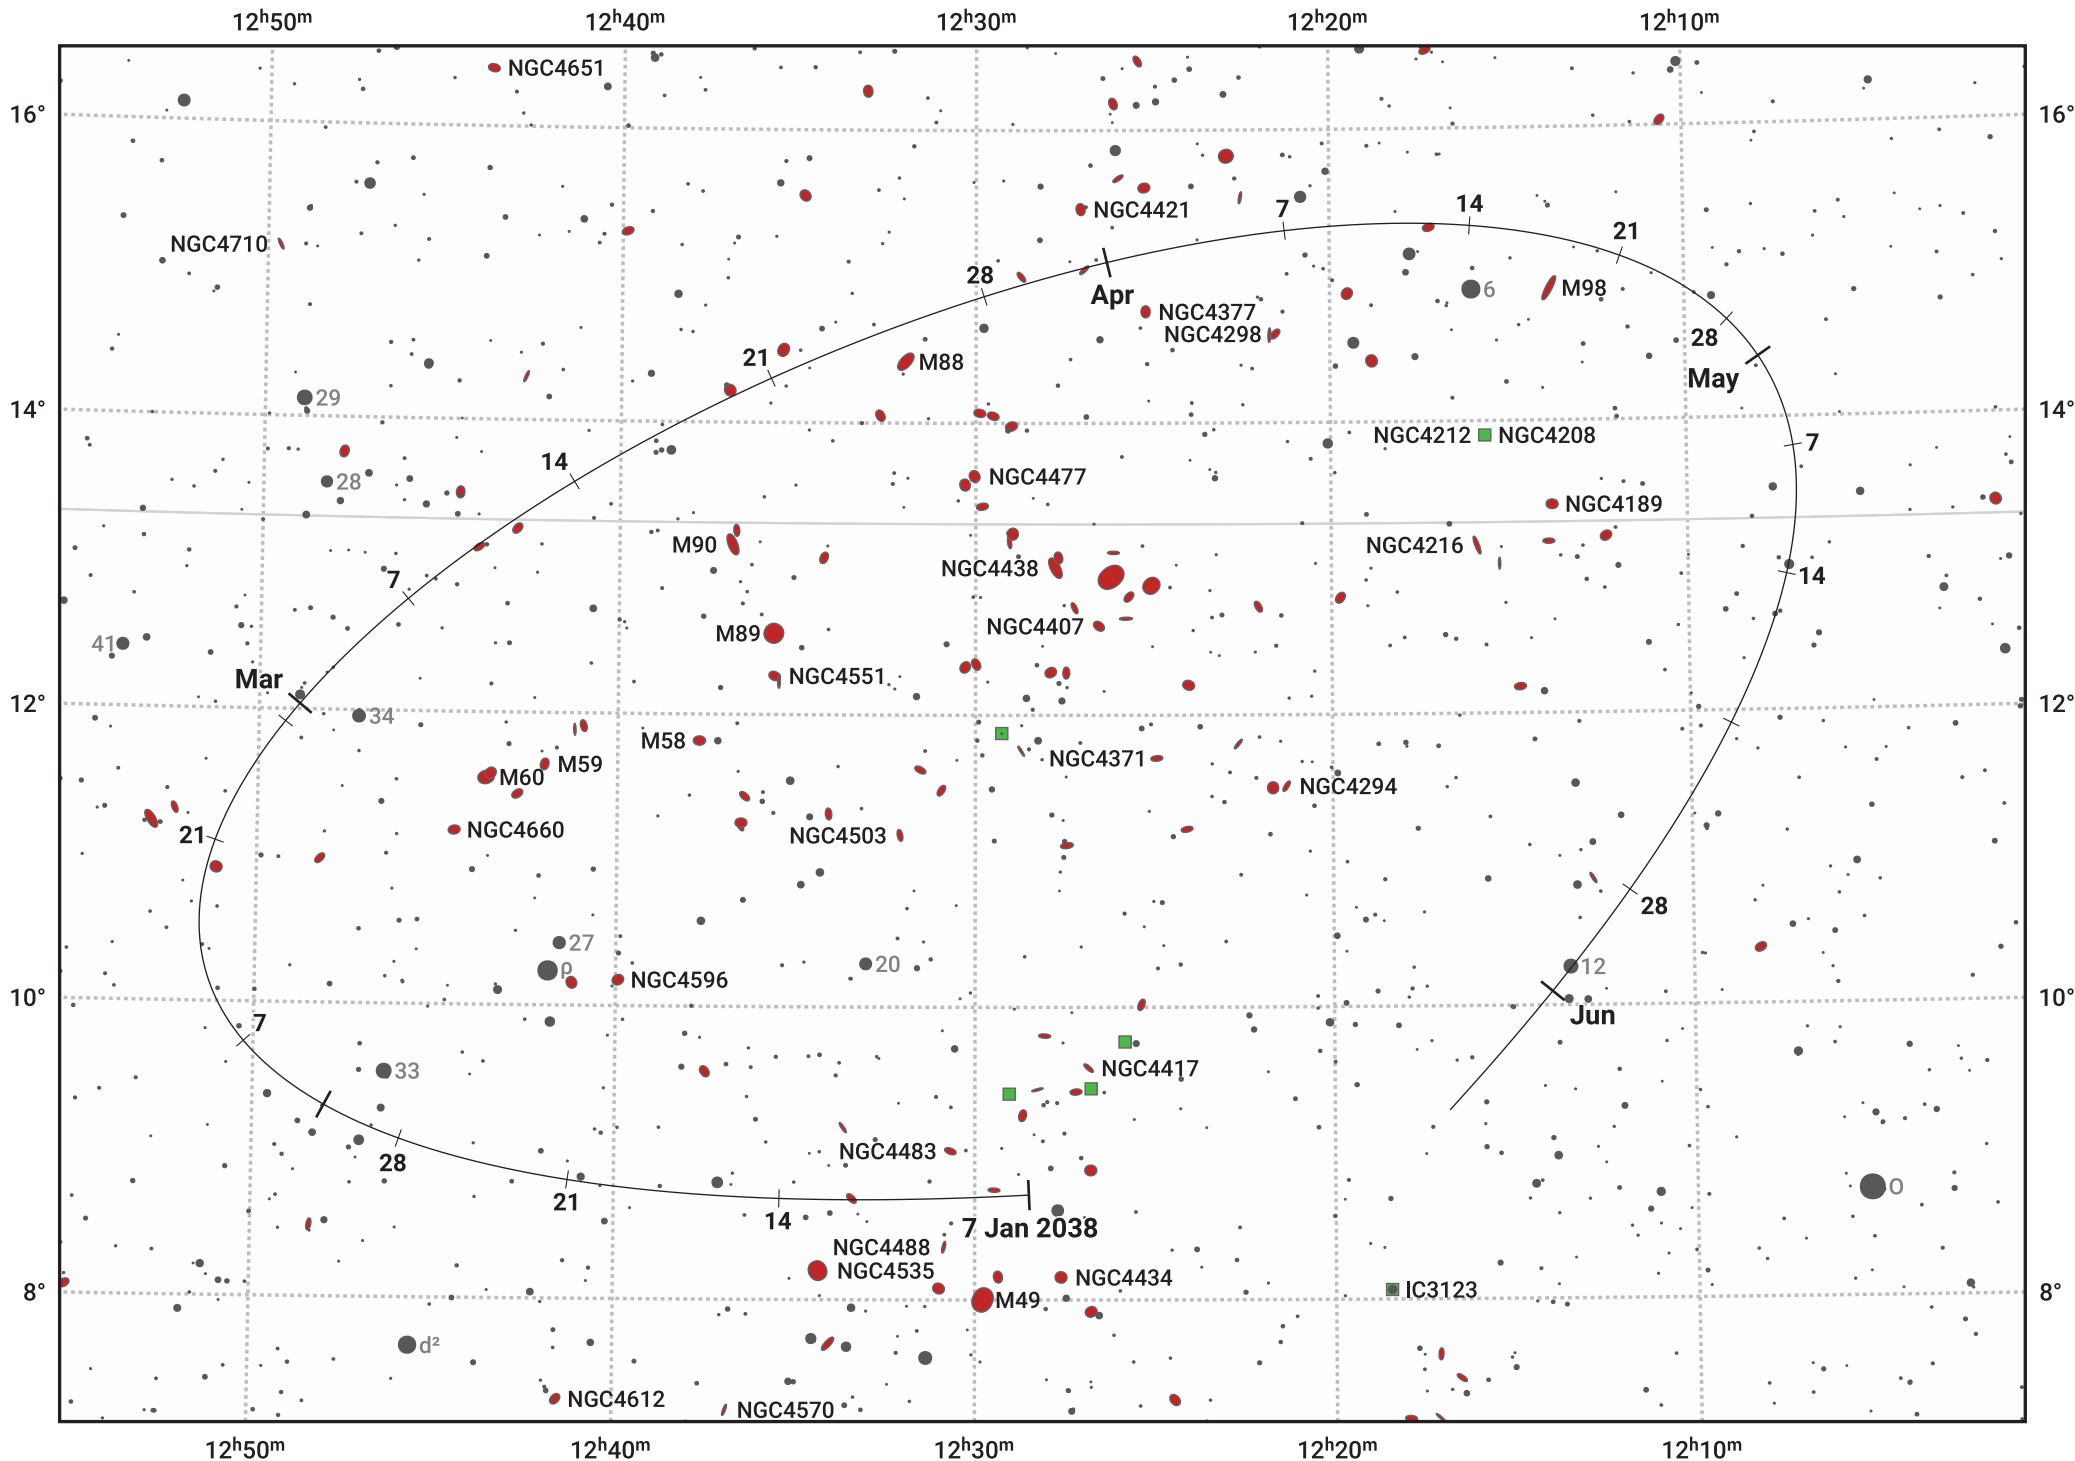 12ʰ50ᵐ 12ʰ40ᵐ 12ʰ30ᵐ 12ʰ20ᵐ 12ʰ10ᵐ
NGC4651
16° 16°
14
NGC4421 7
21
NGC4710
28
6 M98
Apr
NGC4377
NGC4298 28
21 M88
May
29
14° 14°
NGC4212 NGC4208 7
14
28 NGC4477
NGC4189
M90 NGC4216
NGC4438
7 14
NGC4407
M89
41
Mar NGC4551
12° 34 12°
M58
NGC4371
M59
M60
NGC4294
21 NGC4660 NGC4503
28
27
20 12
ρ
NGC4596
10° 10°
Jun
7
33 NGC4417
NGC4483
28
O
21 14
7 Jan 2038
NGC4488
NGC4535
NGC4434
8° M49 IC3123 8°
d²
NGC4612
NGC4570
12ʰ50ᵐ 12ʰ40ᵐ 12ʰ30ᵐ 12ʰ20ᵐ 12ʰ10ᵐ